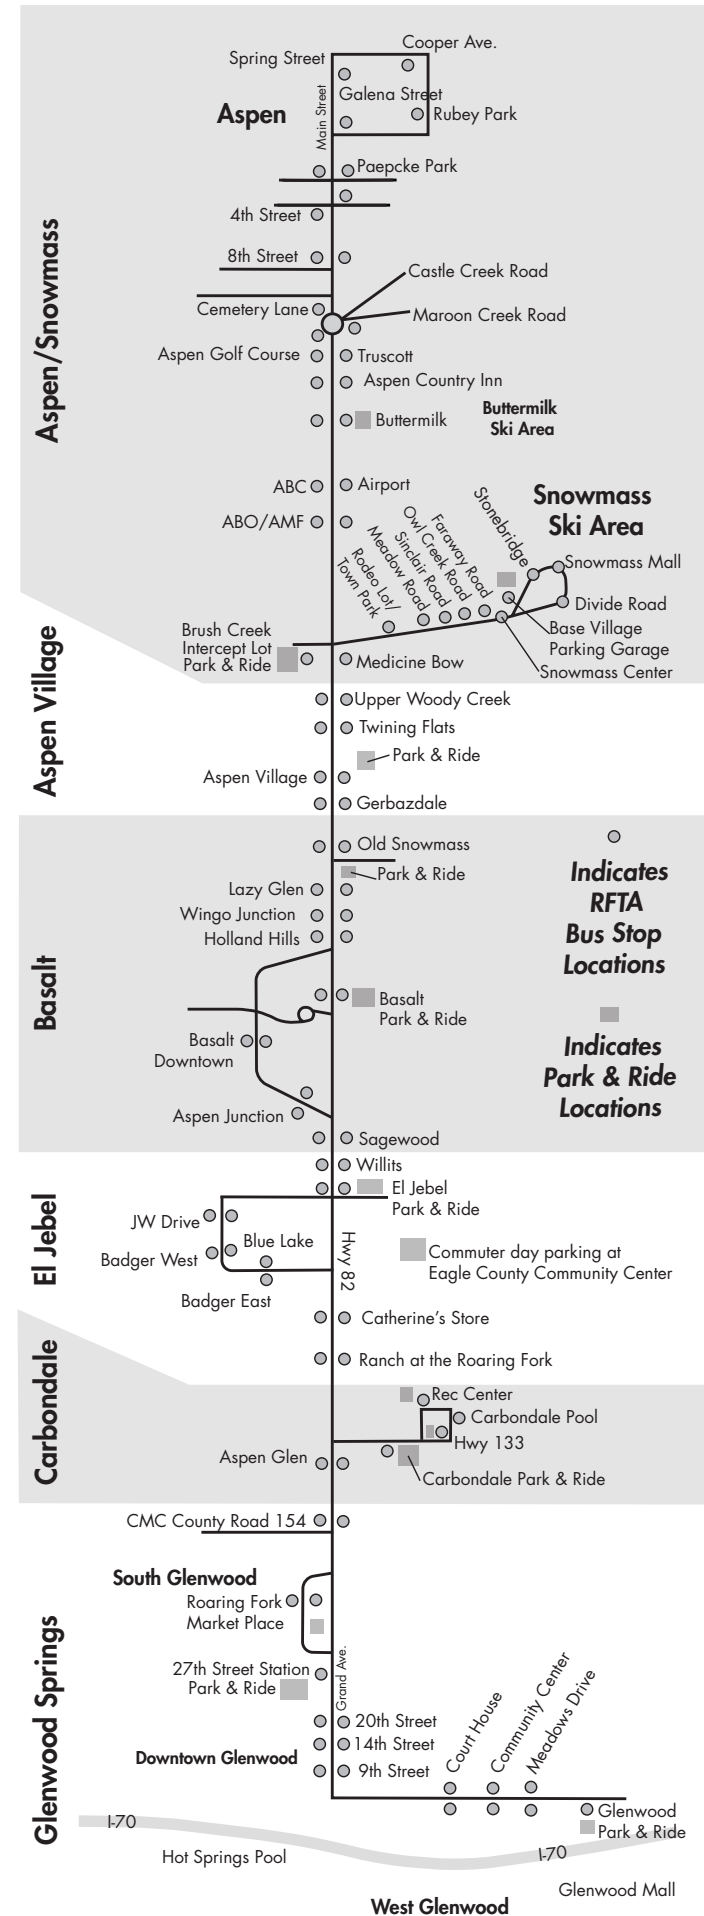 Cooper Ave.
Spring Street
Galena Street
Main Street
Aspen
Rubey Park
Paepcke Park
4th Street
8th Street
Castle Creek Road
Cemetery Lane
Maroon Creek Road
Aspen Golf Course
Truscott
Aspen Country Inn
Buttermilk
Buttermilk
Ski Area
Aspen/Snowmass
ABC
Airport
ABO/AMF
Snowmass
Ski Area
Stonebridge
Faraway Road
Owl Creek Road
Sinclair Road
Meadow Road
Rodeo Lot/
Town Park
Snowmass Mall
Divide Road
Base Village
Parking Garage
Snowmass Center
Brush Creek
Intercept Lot
Park & Ride
Medicine Bow
Aspen Village
Upper Woody Creek
Twining Flats
Park & Ride
Aspen Village
Gerbazdale
Old Snowmass
Park & Ride
Lazy Glen
Wingo Junction
Holland Hills
Indicates
RFTA
Bus Stop
Locations
Basalt
Basalt
Park & Ride
Basalt
Downtown
Indicates
Park & Ride
Locations
Aspen Junction
Sagewood
El Jebel
Willits
El Jebel
Park & Ride
JW Drive
Blue Lake
Badger West
Badger East
Hwy 82
Commuter day parking at
Eagle County Community Center
Catherine's Store
Ranch at the Roaring Fork
Carbondale
Rec Center
Carbondale Pool
Hwy 133
Aspen Glen
Carbondale Park & Ride
CMC County Road 154
South Glenwood
Roaring Fork
Market Place
Glenwood Springs
27th Street Station
Park & Ride
Grand Ave.
20th Street
14th Street
Downtown Glenwood
9th Street
Court House
Community Center
Meadows Drive
Glenwood
Park & Ride
I-70
I-70
Hot Springs Pool
Glenwood Mall
West Glenwood